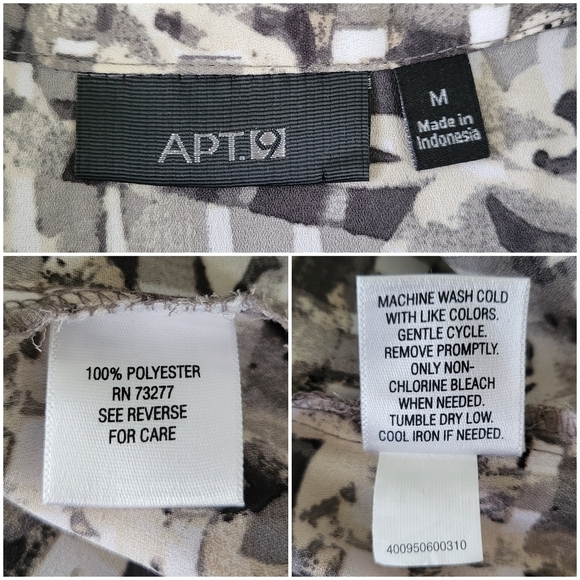 APT.9
M
Made in
Indonesia
100% POLYESTER
RN 73277
SEE REVERSE
FOR CARE
MACHINE WASH COLD
WITH LIKE COLORS.
GENTLE CYCLE.
REMOVE PROMPTLY.
ONLY NON-
CHLORINE BLEACH
WHEN NEEDED.
TUMBLE DRY LOW.
COOL IRON IF NEEDED.
400950600310